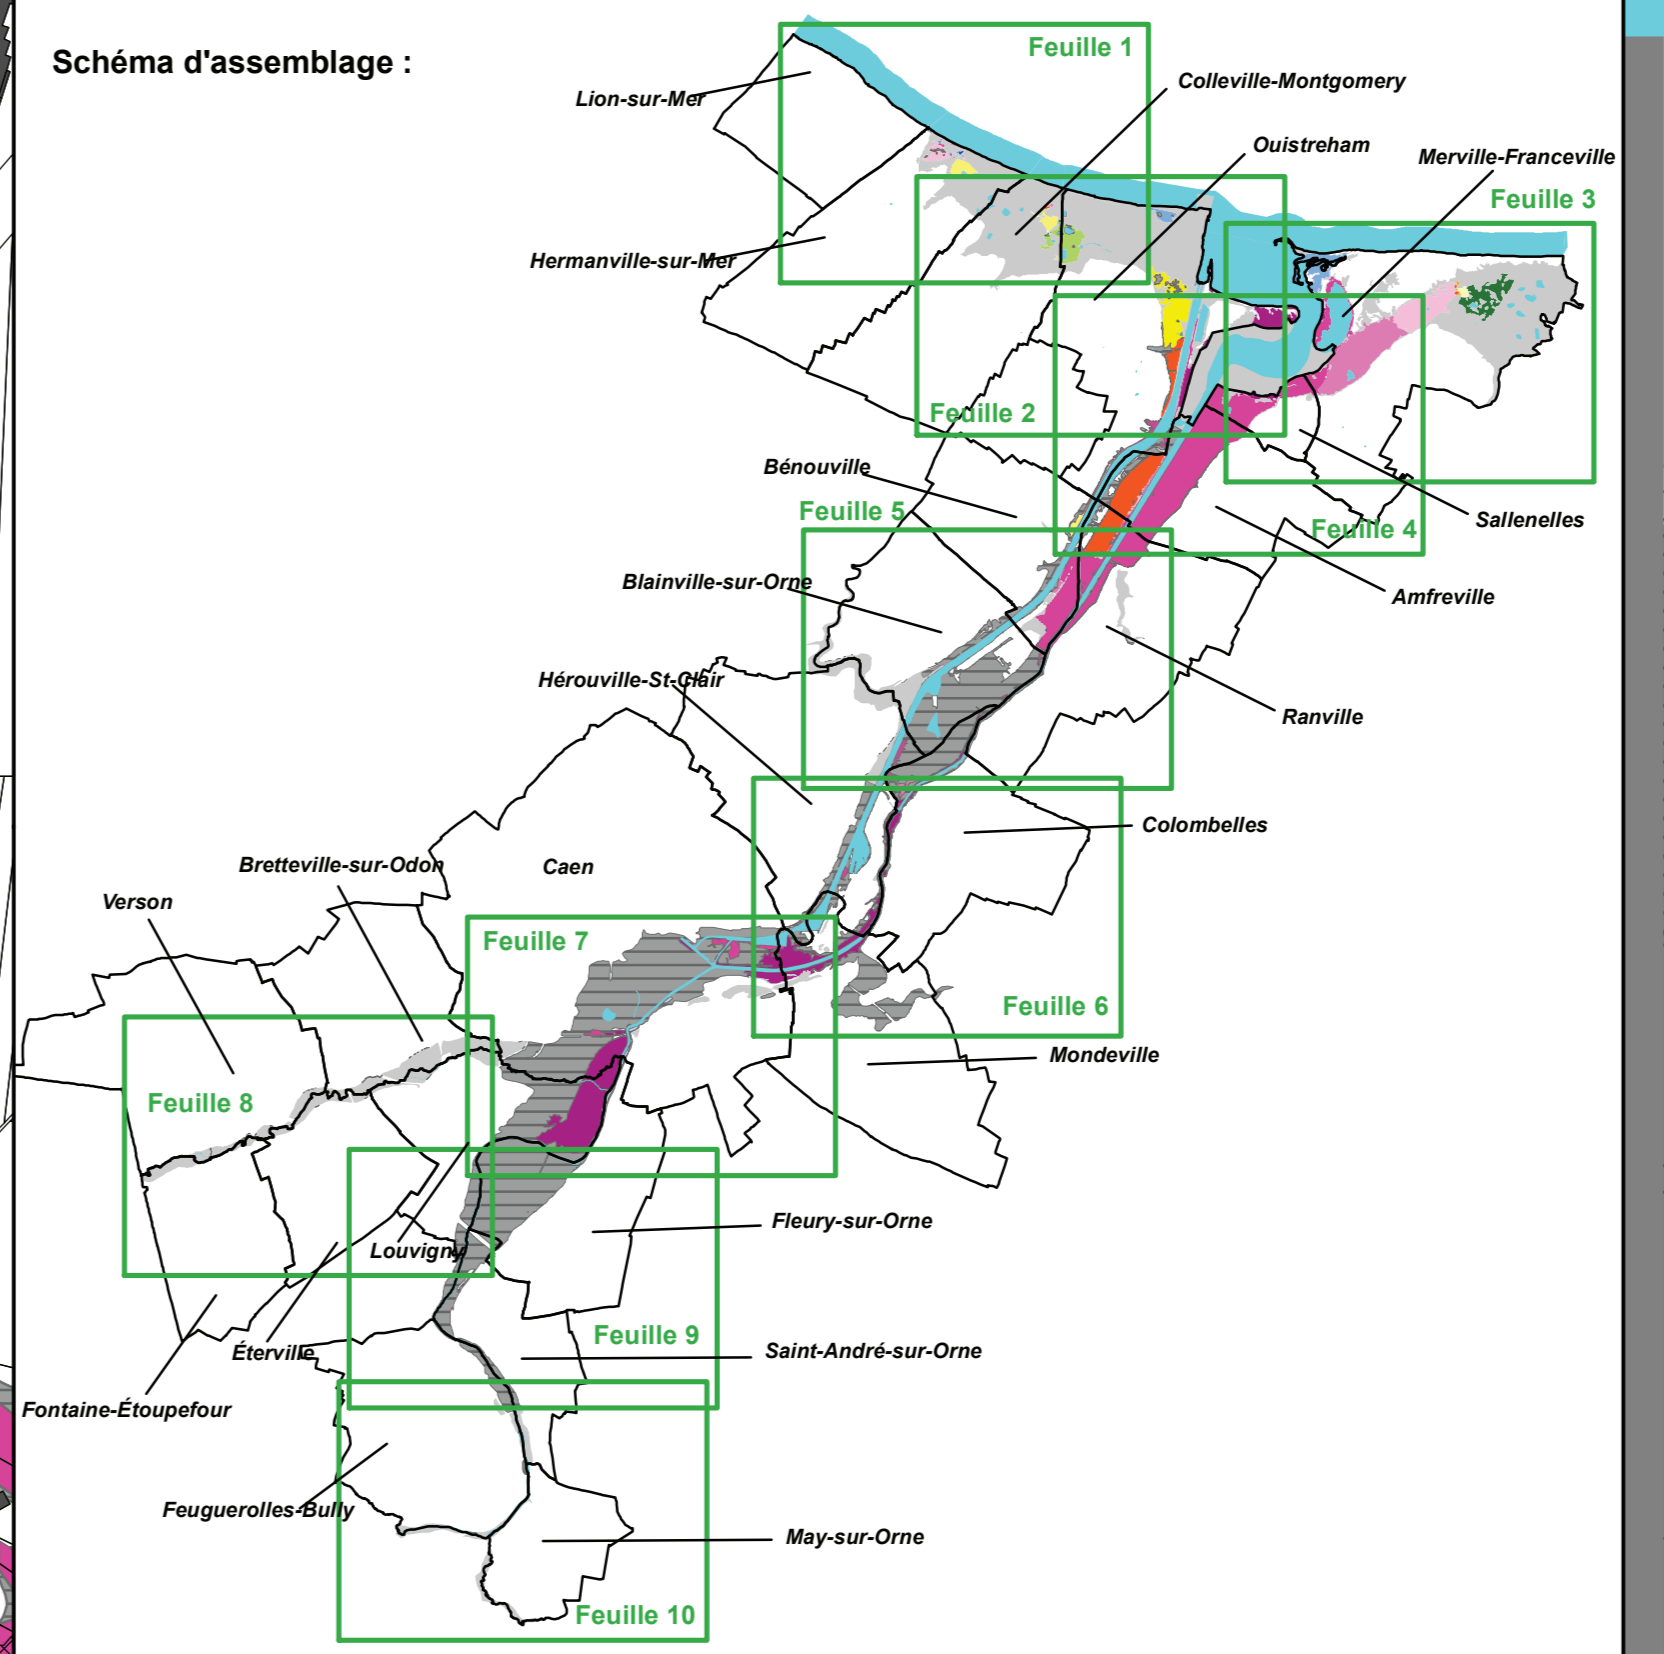 Schéma d'assemblage :
Feuille 1
Lion-sur-Mer
Colleville-Montgomery
Ouistreham
Merville-Franceville
Feuille 3
Hermanville-sur-Mer
Feuille 2
Bénouville
Feuille 5
Sallenelles
Feuille 4
Blainville-sur-Orne
Amfreville
Hérouville-St-Clair
Ranville
Colombelles
Bretteville-sur-Odon
Caen
Verson
Feuille 7
Feuille 6
Mondeville
Feuille 8
Fleury-sur-Orne
Louvigny
Feuille 9
Éterville
Saint-André-sur-Orne
Fontaine-Étoupefour
Feuguerolles-Bully
May-sur-Orne
Feuille 10